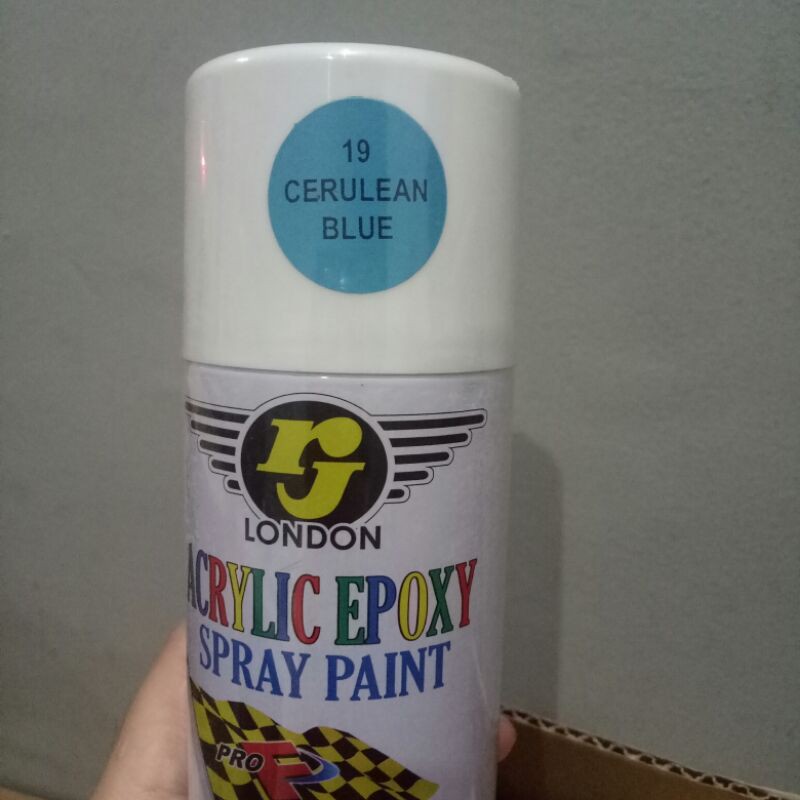 19
CERULEAN
BLUE
rj
LONDON
ACRYLIC EPOXY
SPRAY PAINT
PRO